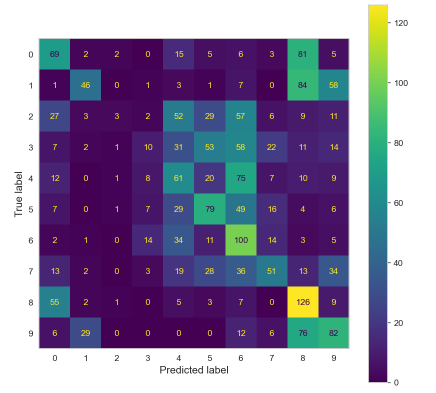 0 69 2 2 0 15 5 6 3 81 5
1 1 46 0 1 3 1 7 0 84 58
2 27 3 3 2 52 29 57 6 9 11
3 7 2 1 10 31 53 58 22 11 14
4 12 0 1 8 61 20 75 7 10 9
5 7 0 1 7 29 79 49 16 4 6
6 2 1 0 14 34 11 100 14 3 5
7 13 2 0 3 19 28 36 51 13 34
8 55 2 1 0 5 3 7 0 126 9
9 6 29 0 0 0 0 12 6 76 82
0 1 2 3 4 5 6 7 8 9
Predicted label
True label
120
100
80
60
40
20
0